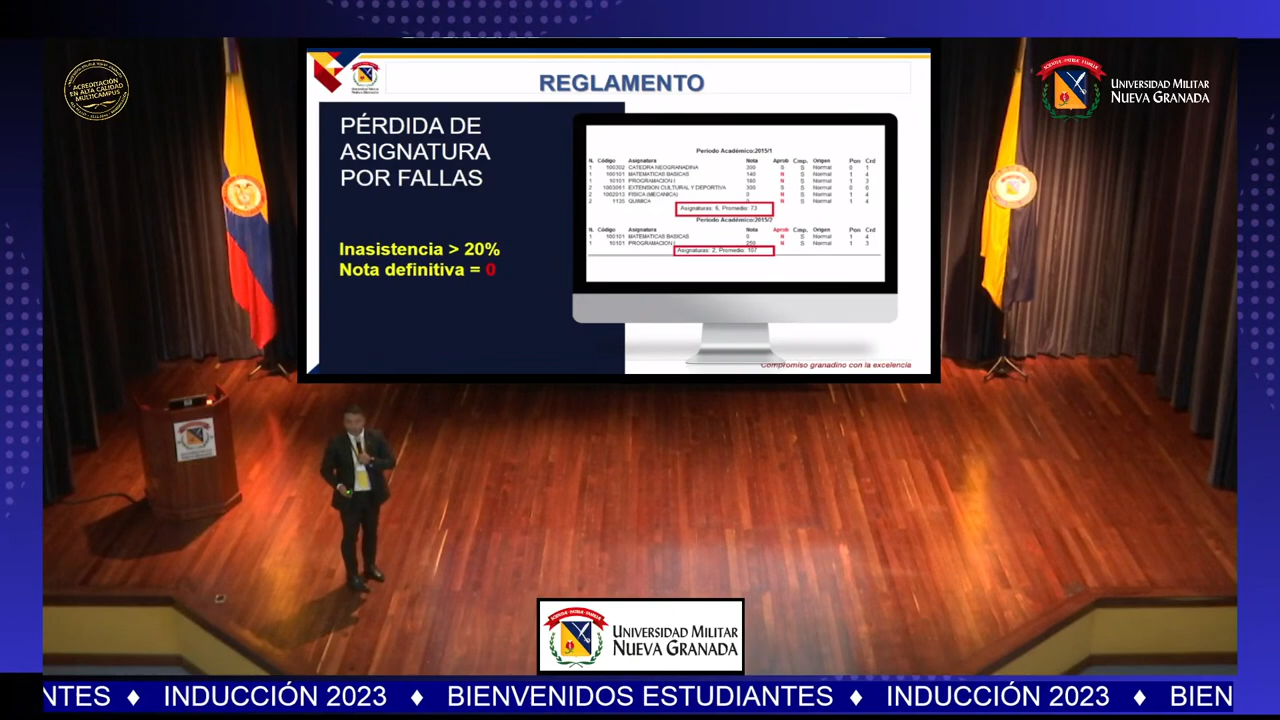 ACREDITACIÓN
EN ALTA CALIDAD
MULTICAMPUS
REGLAMENTO
UNIVERSIDAD MILITAR
NUEVA GRANADA
PÉRDIDA DE
ASIGNATURA
POR FALLAS
Inasistencia > 20%
Nota definitiva = 0
Periodo Académico:2015/1
N. Código Asignatura Nota Aprob Cmp. Origen Pon Crd
1 100302 CATEDRA NEOGRANADINA 300 S S Normal 0 1
1 100101 MATEMATICAS BASICAS 140 N S Normal 1 4
1 10101 PROGRAMACION I 160 N S Normal 1 3
2 1003051 EXTENSION CULTURAL Y DEPORTIVA 300 S S Normal 0 0
2 1002013 FISICA (MECANICA) 0 N S Normal 1 4
2 1135 QUIMICA 0 N S Normal 1 4
Asignaturas: 6, Promedio: 73
Periodo Académico:2015/2
N. Código Asignatura Nota Aprob Cmp. Origen Pon Crd
1 100101 MATEMATICAS BASICAS 0 N S Normal 1 4
1 10101 PROGRAMACION I 250 N S Normal 1 3
Asignaturas: 2, Promedio: 107
Compromiso granadino con la excelencia
UNIVERSIDAD MILITAR
NUEVA GRANADA
NTES ♦ INDUCCIÓN 2023 ♦ BIENVENIDOS ESTUDIANTES ♦ INDUCCIÓN 2023 ♦ BIEN